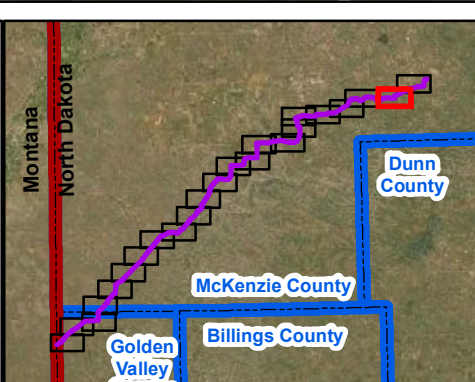 Montana
North Dakota
Dunn
County
McKenzie County
Billings County
Golden
Valley